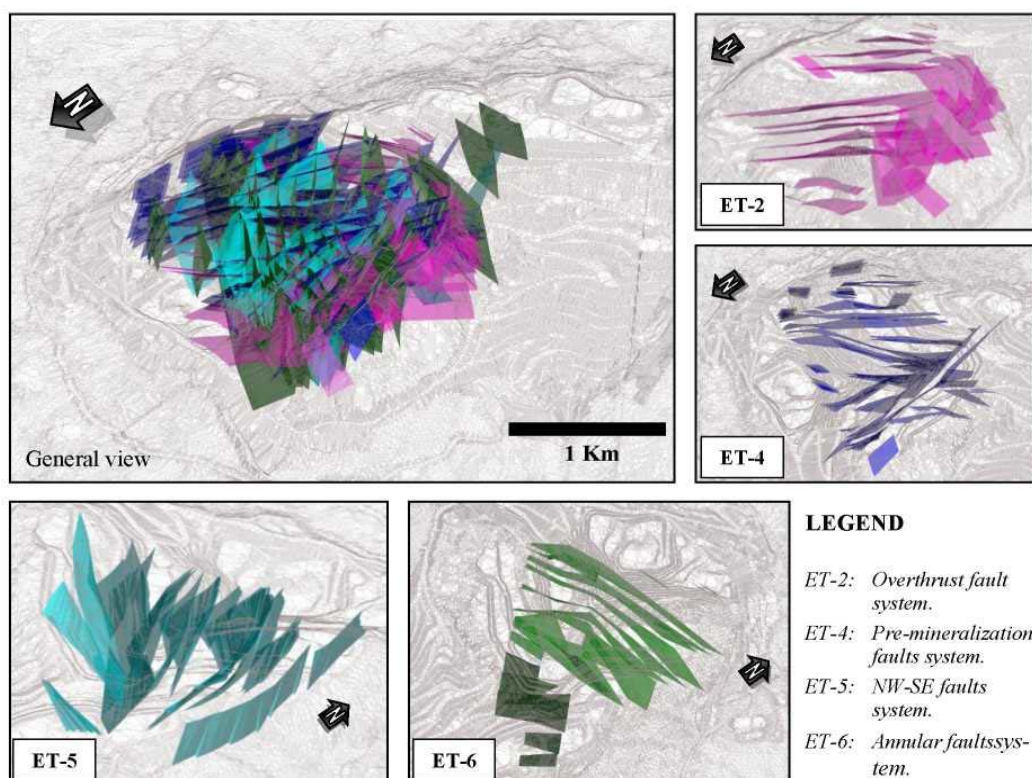 N
General view
1 Km
N
ET-2
N
ET-4
N
ET-5
N
ET-6
LEGEND
ET-2: Overthrust fault
system.
ET-4: Pre-mineralization
faults system.
ET-5: NW-SE faults
system.
ET-6: Annular faultssys-
tem.